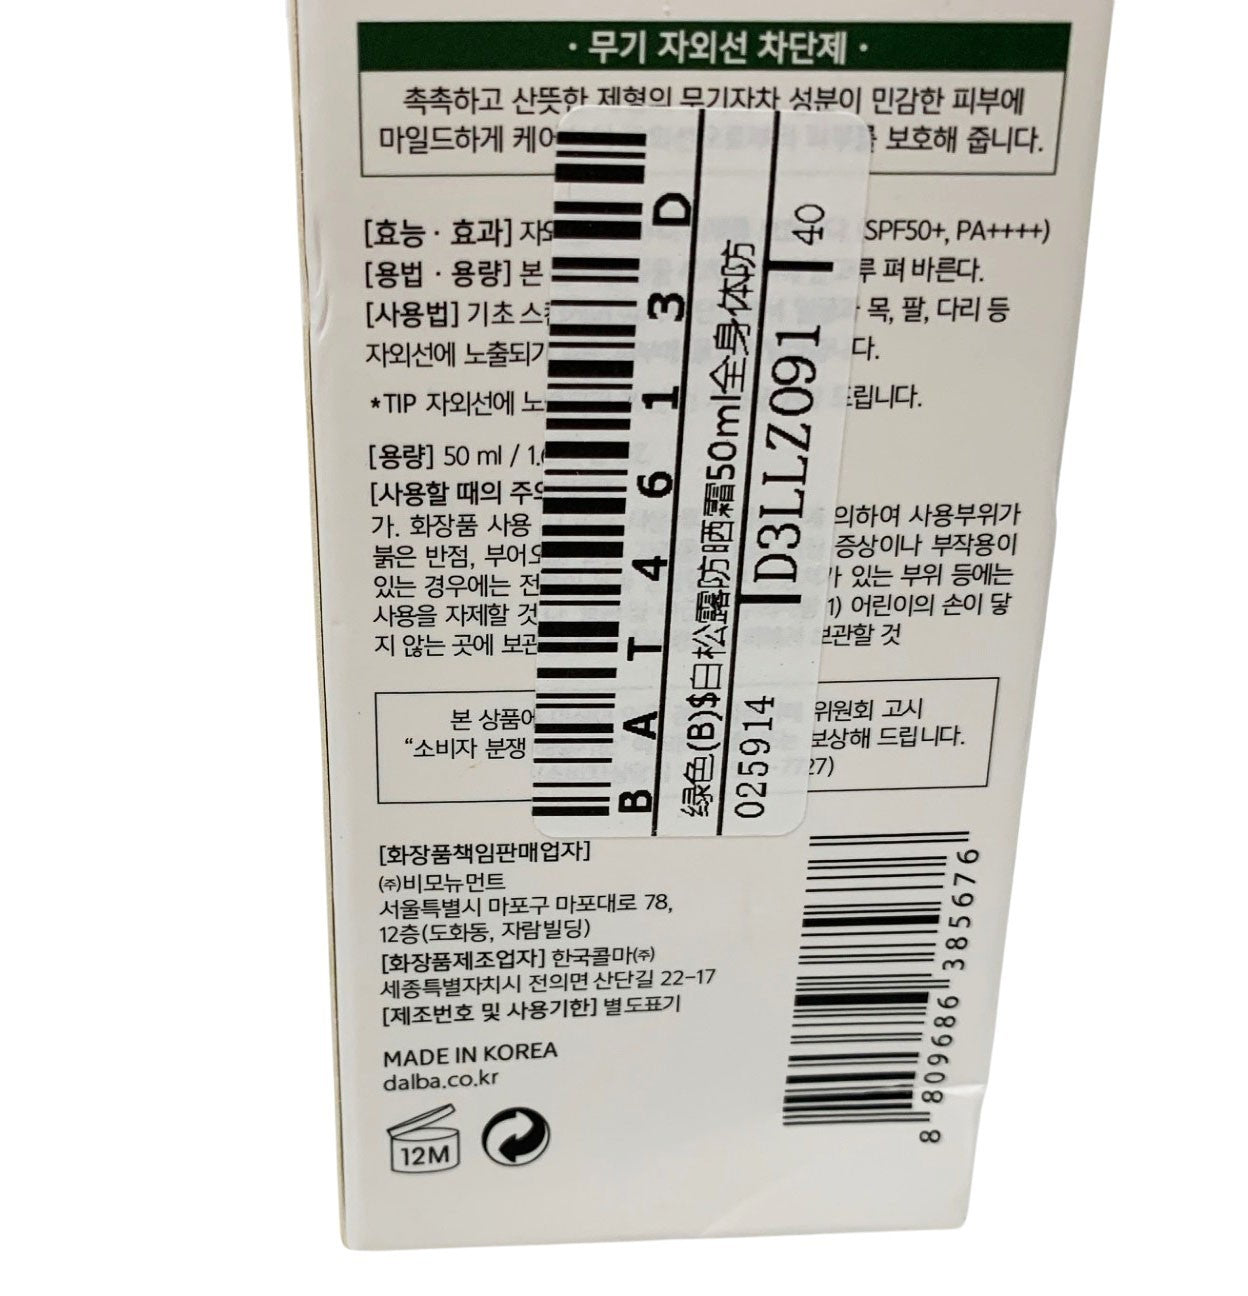 · 무기 자외선 차단제 ·
촉촉하고 산뜻한 제형의 무기자차 성분이 민감한 피부에
마일드하게 케어 보호해 줍니다.
[효능 · 효과] 자외 SPF50+, PA++++)
[용법 · 용량] 본 루 펴 바른다.
[사용법] 기초 스 목, 팔, 다리 등
자외선에 노출되기 다.
*TIP 자외선에 노 드립니다.
[용량] 50 ml / 1.
[사용할 때의 주의
가. 화장품 사용 의하여 사용부위가
붉은 반점, 부어오 증상이나 부작용이
있는 경우에는 전 가 있는 부위 등에는
사용을 자제할 것 1) 어린이의 손이 닿
지 않는 곳에 보관 보관할 것
본 상품에 위원회 고시
“소비자 분쟁 보상해 드립니다.
27)
BAT4613D
绿色(B)$白松露防晒霜50ml全身体防
025914 D3LLZ091 40
[화장품책임판매업자]
㈜비모뉴먼트
서울특별시 마포구 마포대로 78,
12층(도화동, 자람빌딩)
[화장품제조업자] 한국콜마㈜
세종특별자치시 전의면 산단길 22-17
[제조번호 및 사용기한] 별도표기
MADE IN KOREA
dalba.co.kr
12M
8 809686 385676